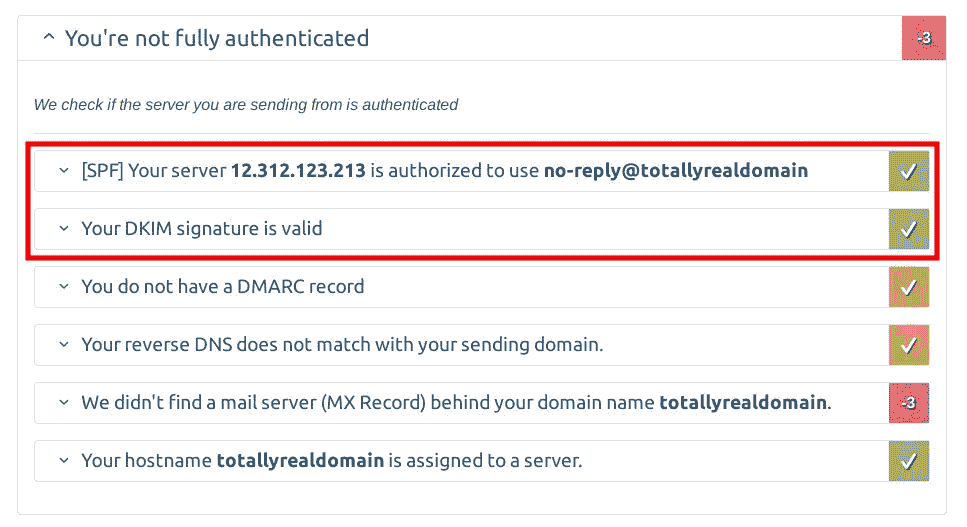 You're not fully authenticated
-3
We check if the server you are sending from is authenticated
[SPF] Your server 12.312.123.213 is authorized to use no-reply@totallyrealdomain
Your DKIM signature is valid
You do not have a DMARC record
Your reverse DNS does not match with your sending domain.
We didn't find a mail server (MX Record) behind your domain name totallyrealdomain.
-3
Your hostname totallyrealdomain is assigned to a server.